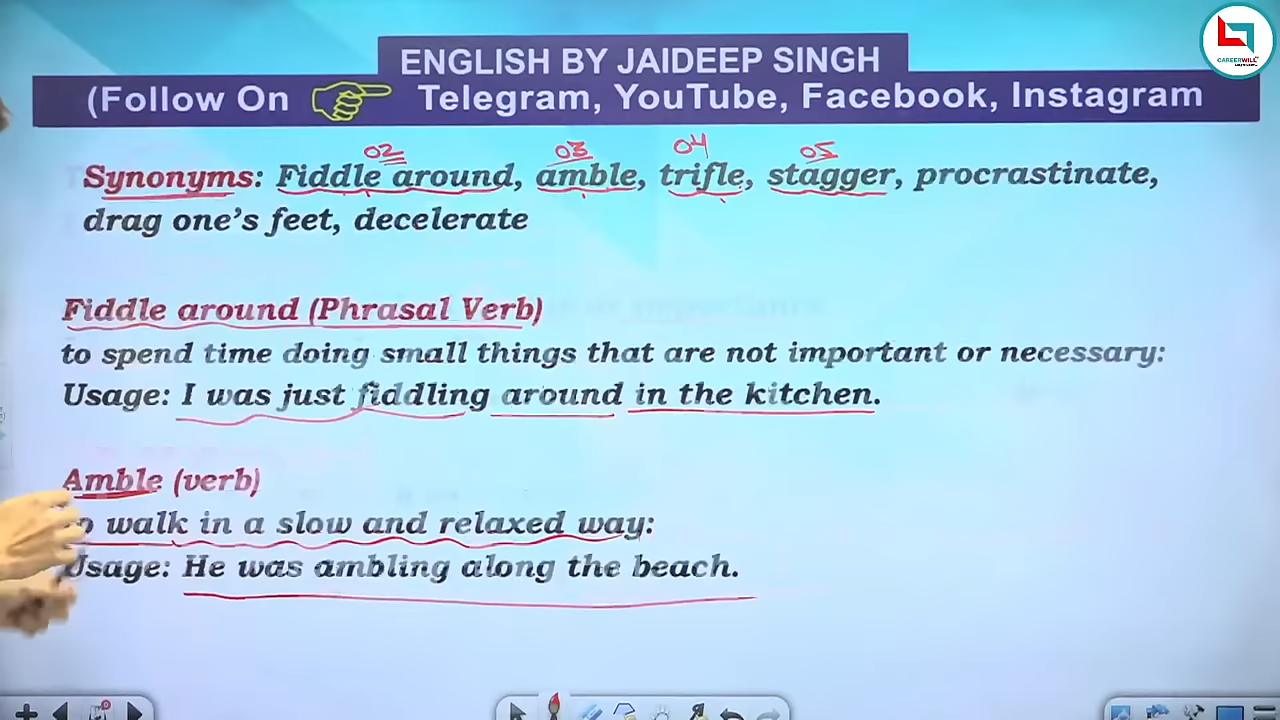 CAREERWILL
ENGLISH BY JAIDEEP SINGH
(Follow On Telegram, YouTube, Facebook, Instagram
02 03 04 05
Synonyms: Fiddle around, amble, trifle, stagger, procrastinate,
drag one's feet, decelerate
Fiddle around (Phrasal Verb)
to spend time doing small things that are not important or necessary:
Usage: I was just fiddling around in the kitchen.
Amble (verb)
walk in a slow and relaxed way:
Usage: He was ambling along the beach.